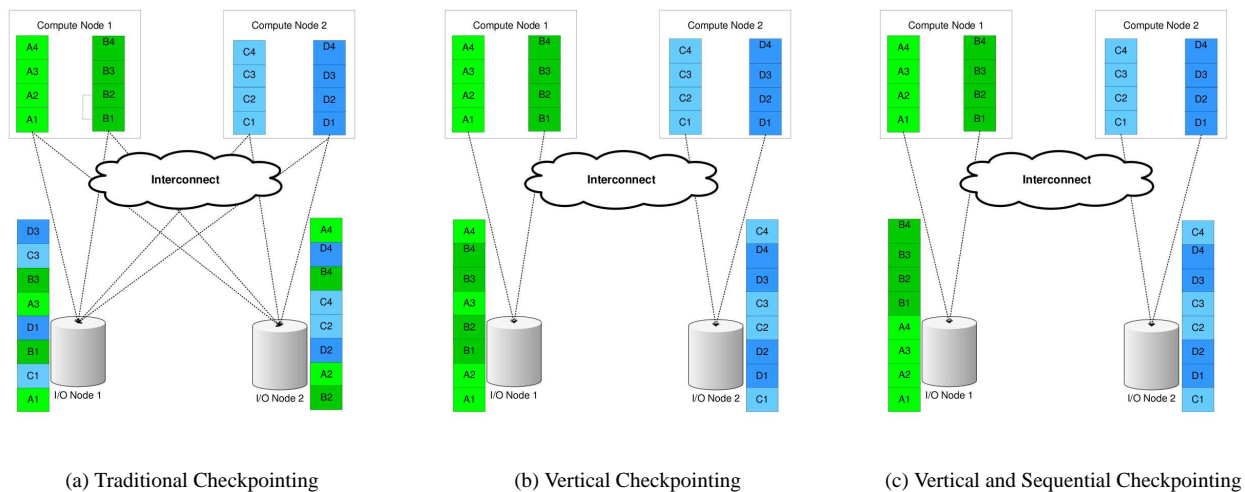 Compute Node 1
A4
A3
A2
A1
B4
B3
B2
B1
Compute Node 2
C4
C3
C2
C1
D4
D3
D2
D1
Interconnect
D3
C3
B3
A3
D1
B1
C1
A1
I/O Node 1
I/O Node 2
A4
D4
B4
C4
C2
D2
A2
B2
(a) Traditional Checkpointing
Compute Node 1
A4
A3
A2
A1
B4
B3
B2
B1
Compute Node 2
C4
C3
C2
C1
D4
D3
D2
D1
Interconnect
A4
B4
B3
A3
B2
B1
A2
A1
I/O Node 1
I/O Node 2
C4
D4
D3
C3
C2
D2
D1
C1
(b) Vertical Checkpointing
Compute Node 1
A4
A3
A2
A1
B4
B3
B2
B1
Compute Node 2
C4
C3
C2
C1
D4
D3
D2
D1
Interconnect
B4
B3
B2
B1
A4
A3
A2
A1
I/O Node 1
I/O Node 2
C4
D4
D3
C3
C2
D2
D1
C1
(c) Vertical and Sequential Checkpointing